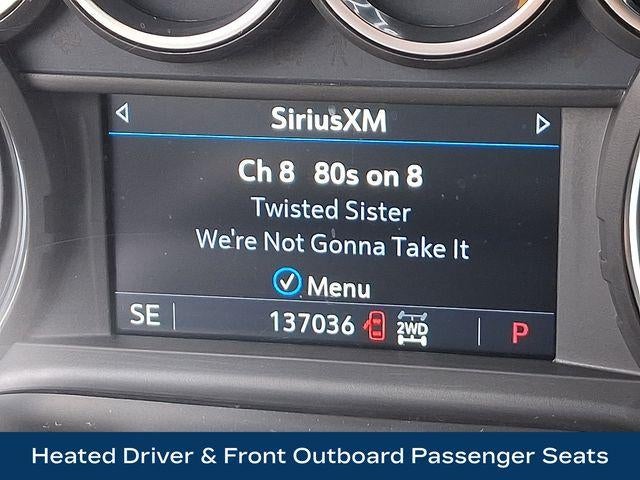 SiriusXM
Ch 8 80s on 8
Twisted Sister
We're Not Gonna Take It
Menu
SE 137036 2WD P
Heated Driver & Front Outboard Passenger Seats